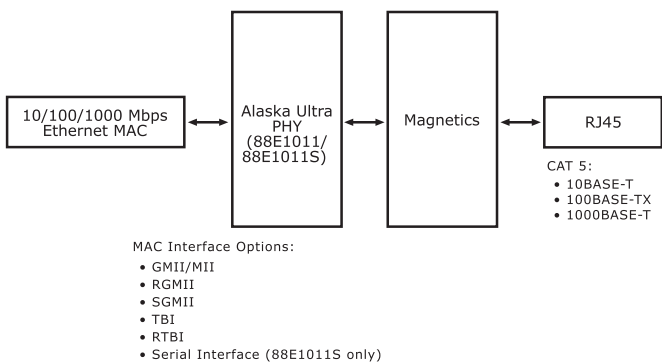 10/100/1000 Mbps
Ethernet MAC
Alaska Ultra
PHY
(88E1011/
88E1011S)
Magnetics
RJ45
CAT 5:
• 10BASE-T
• 100BASE-TX
• 1000BASE-T
MAC Interface Options:
• GMII/MII
• RGMII
• SGMII
• TBI
• RTBI
• Serial Interface (88E1011S only)